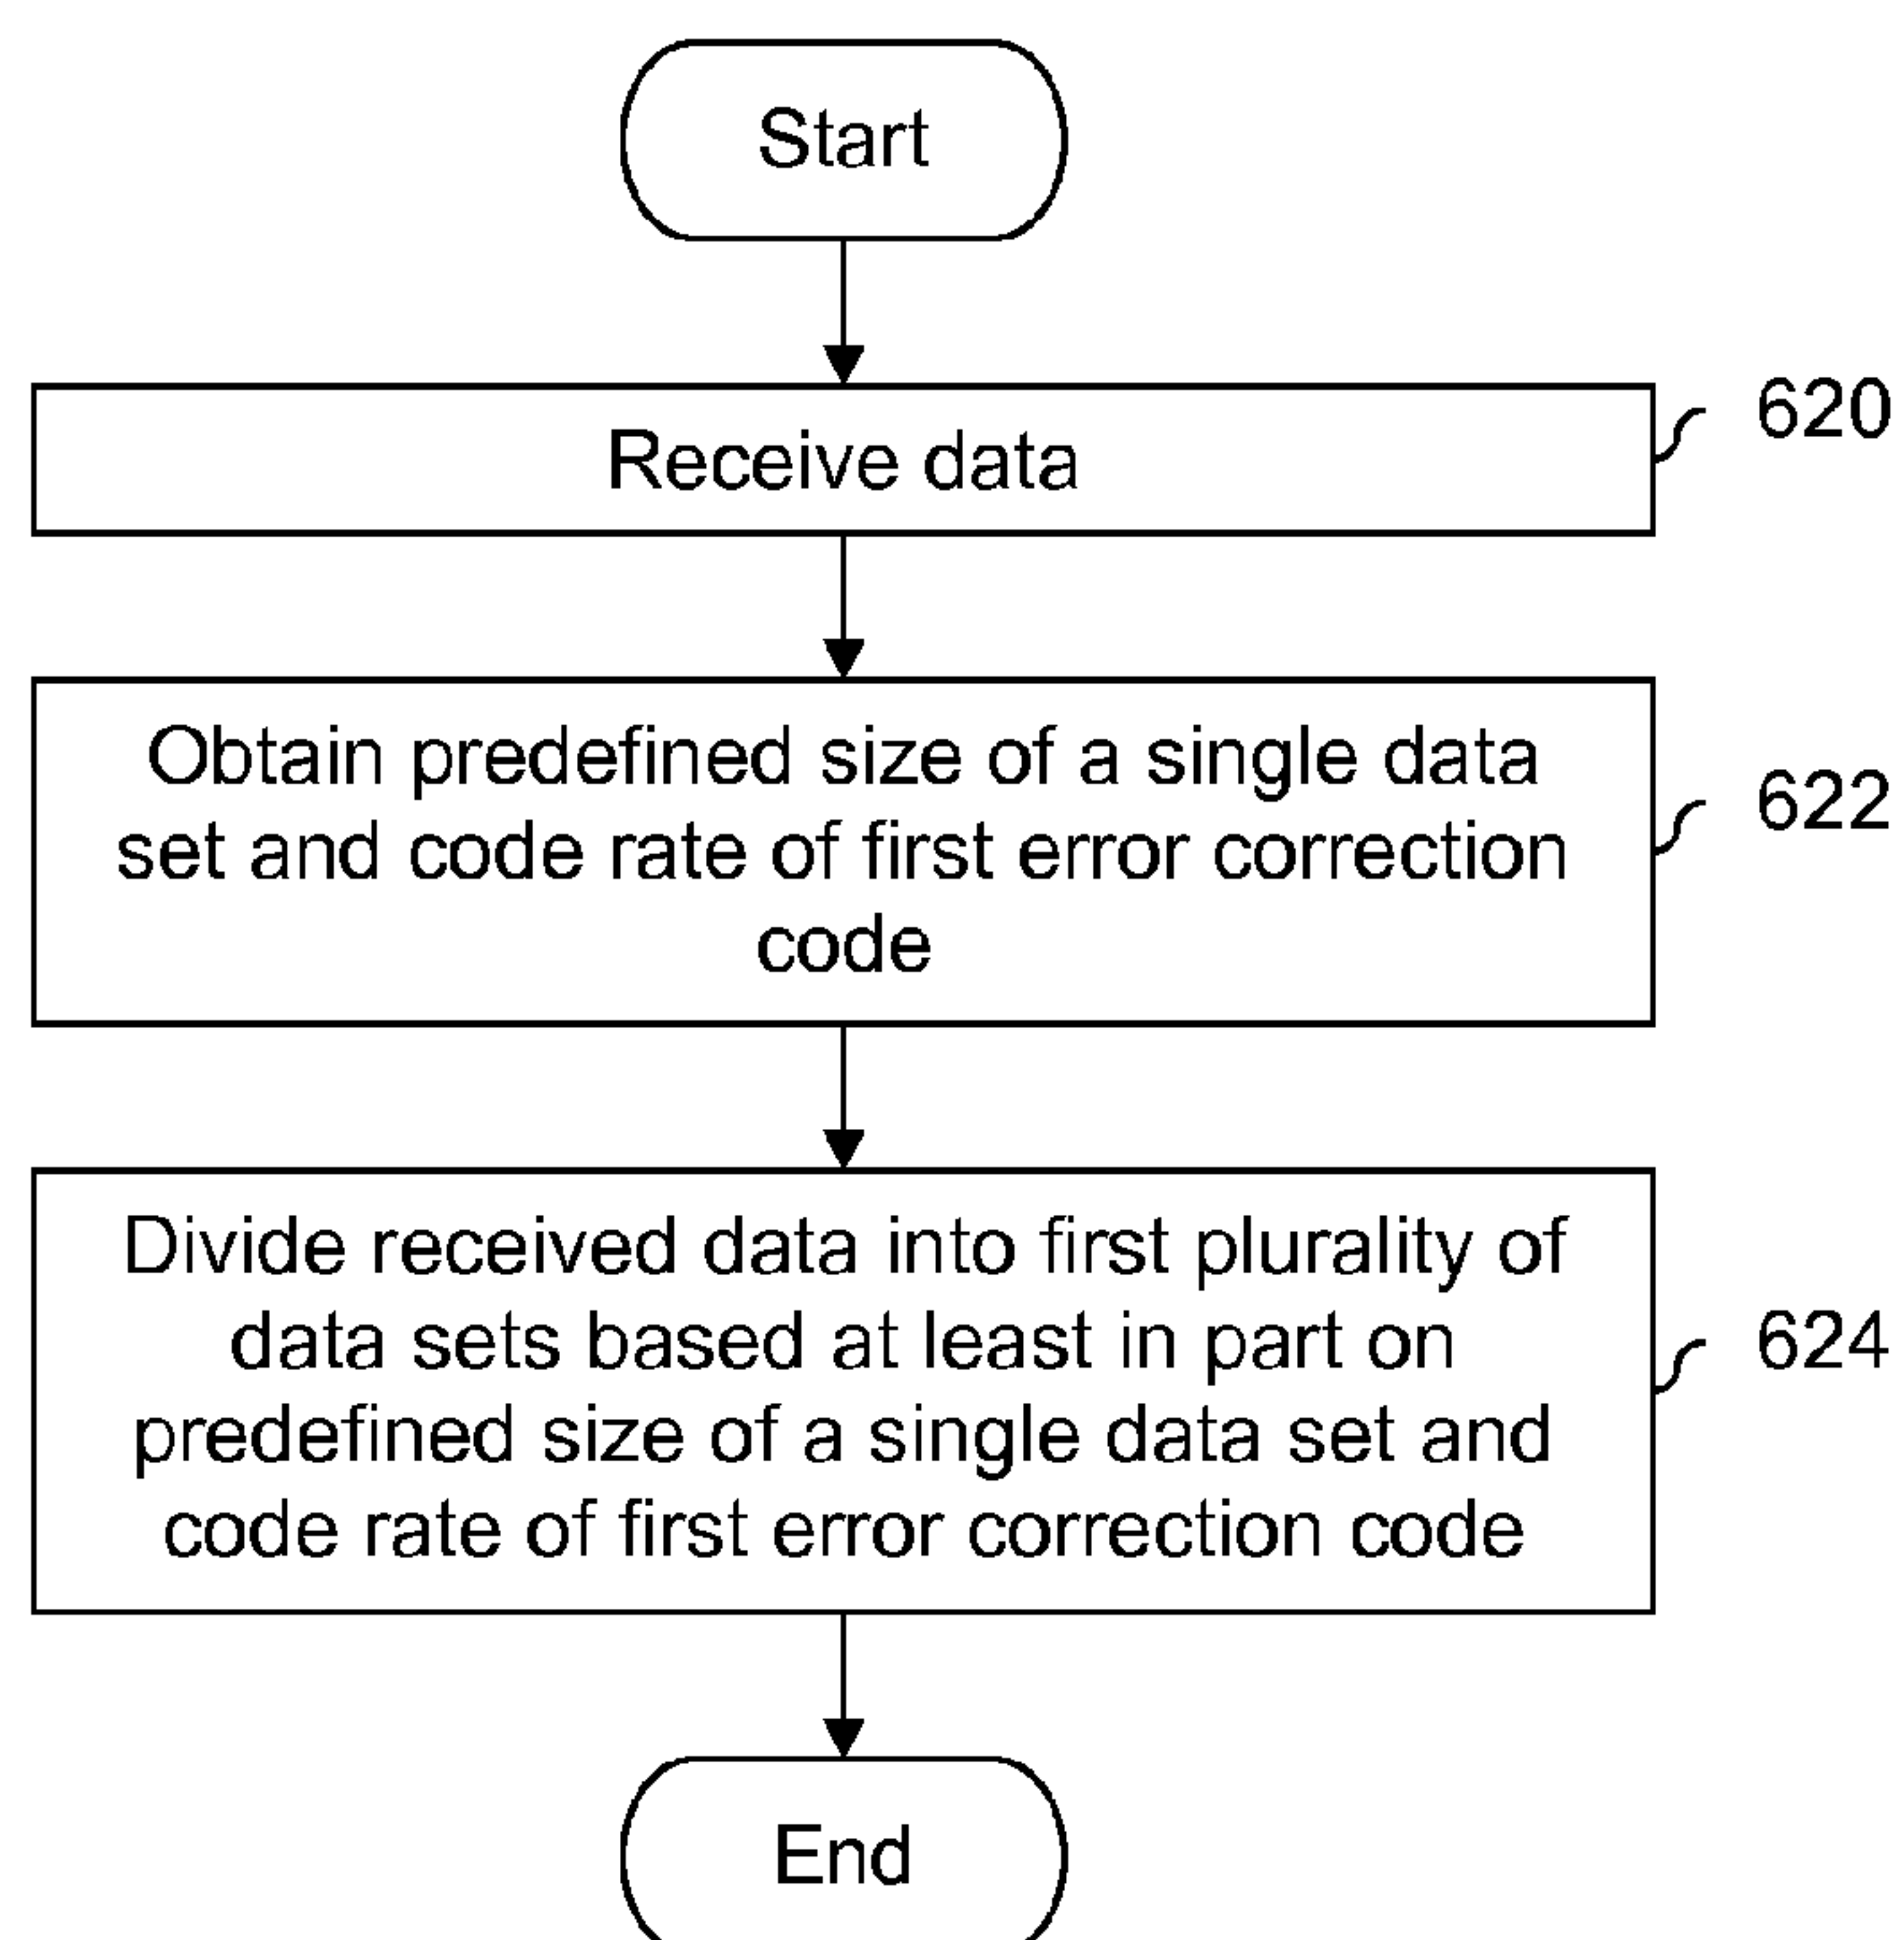 Start
Receive data
620
Obtain predefined size of a single data
set and code rate of first error correction
code
622
Divide received data into first plurality of
data sets based at least in part on
predefined size of a single data set and
code rate of first error correction code
624
End